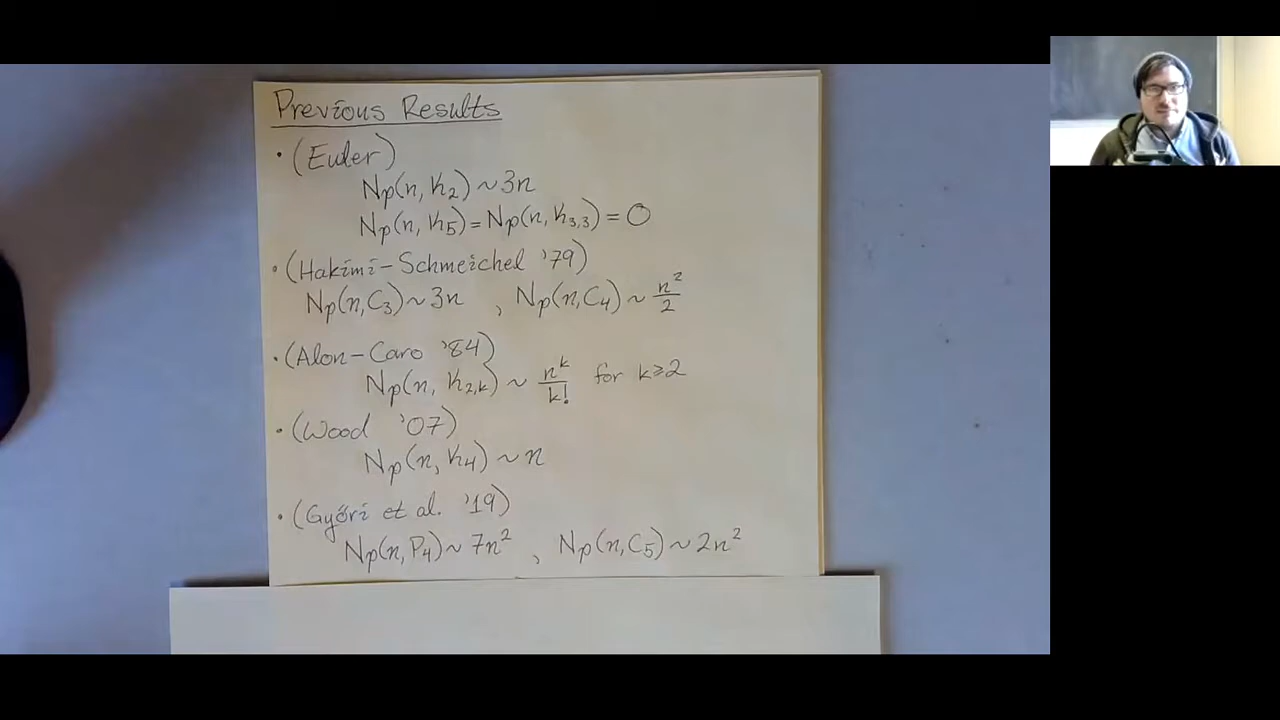 Previous Results
• (Euler)
Np(n, K₂) ~ 3n
Np(n, K₅) = Np(n, K₃,₃) = 0
• (Hakimi-Schmeichel '79)
Np(n, C₃) ~ 3n , Np(n, C₄) ~ n²/2
• (Alon-Caro '84)
Np(n, K₂,ₖ) ~ nᵏ/k! for k≥2
• (Wood '07)
Np(n, K₄) ~ n
• (Győri et al. '19)
Np(n, P₄) ~ 7n² , Np(n, C₅) ~ 2n²